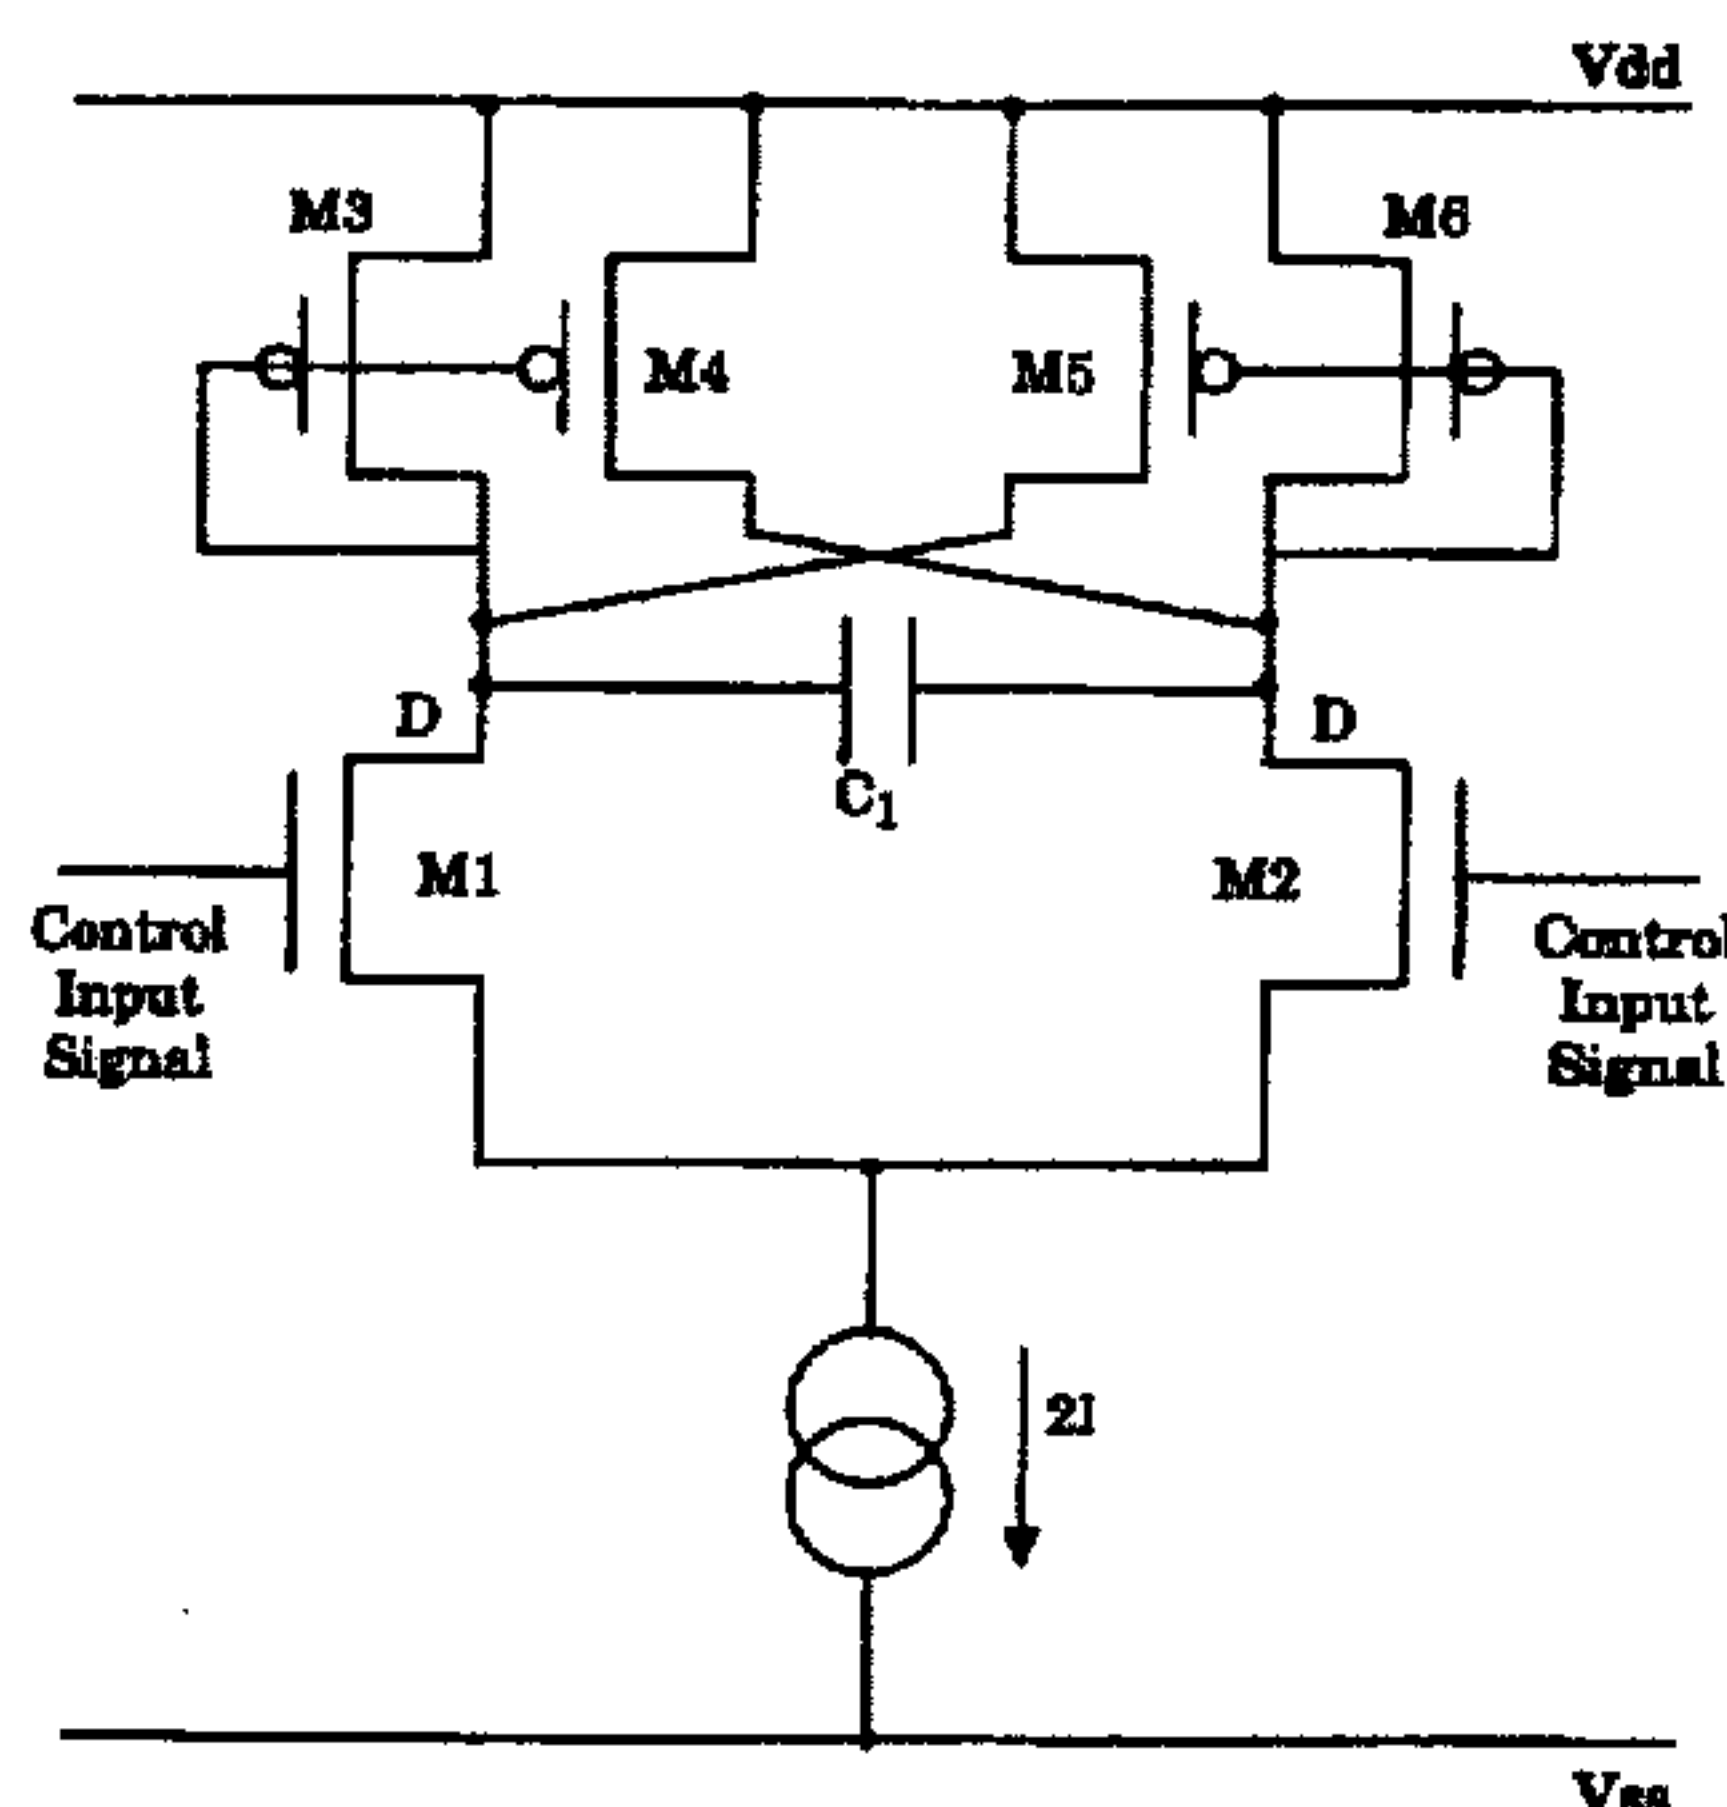 Vdd
M3
M6
M4
M5
D
D
C1
M1
M2
Control
Input
Signal
Control
Input
Signal
2I
Vss